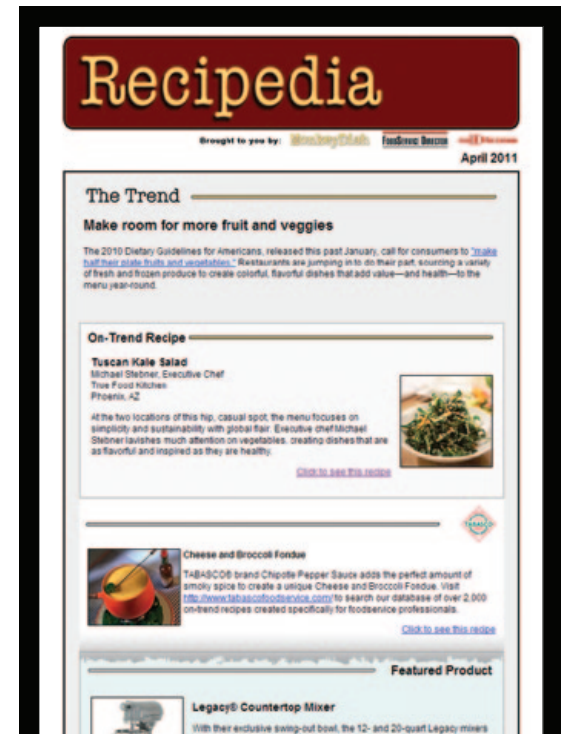 Recipedia
Brought to you by: MonkeyDish FoodService Director
April 2011
The Trend
Make room for more fruit and veggies
The 2010 Dietary Guidelines for Americans, released this past January, call for consumers to "make
half their plate fruits and vegetables." Restaurants are jumping in to do their part, sourcing a variety
of fresh and frozen produce to create colorful, flavorful dishes that add value—and health—to the
menu year-round.
On-Trend Recipe
Tuscan Kale Salad
Michael Stebner, Executive Chef
True Food Kitchen
Phoenix, AZ
At the two locations of this hip, casual spot, the menu focuses on
simplicity and sustainability with global flair. Executive chef Michael
Stebner lavishes much attention on vegetables, creating dishes that are
as flavorful and inspired as they are healthy.
Click to see this recipe
TABASCO
Cheese and Broccoli Fondue
TABASCO® brand Chipotle Pepper Sauce adds the perfect amount of
smoky spice to create a unique Cheese and Broccoli Fondue. Visit
http://www.tabascofoodservice.com/ to search our database of over 2,000
on-trend recipes created specifically for foodservice professionals.
Click to see this recipe
Featured Product
Legacy® Countertop Mixer
With their exclusive swing-out bowl, the 12- and 20-quart Legacy mixers